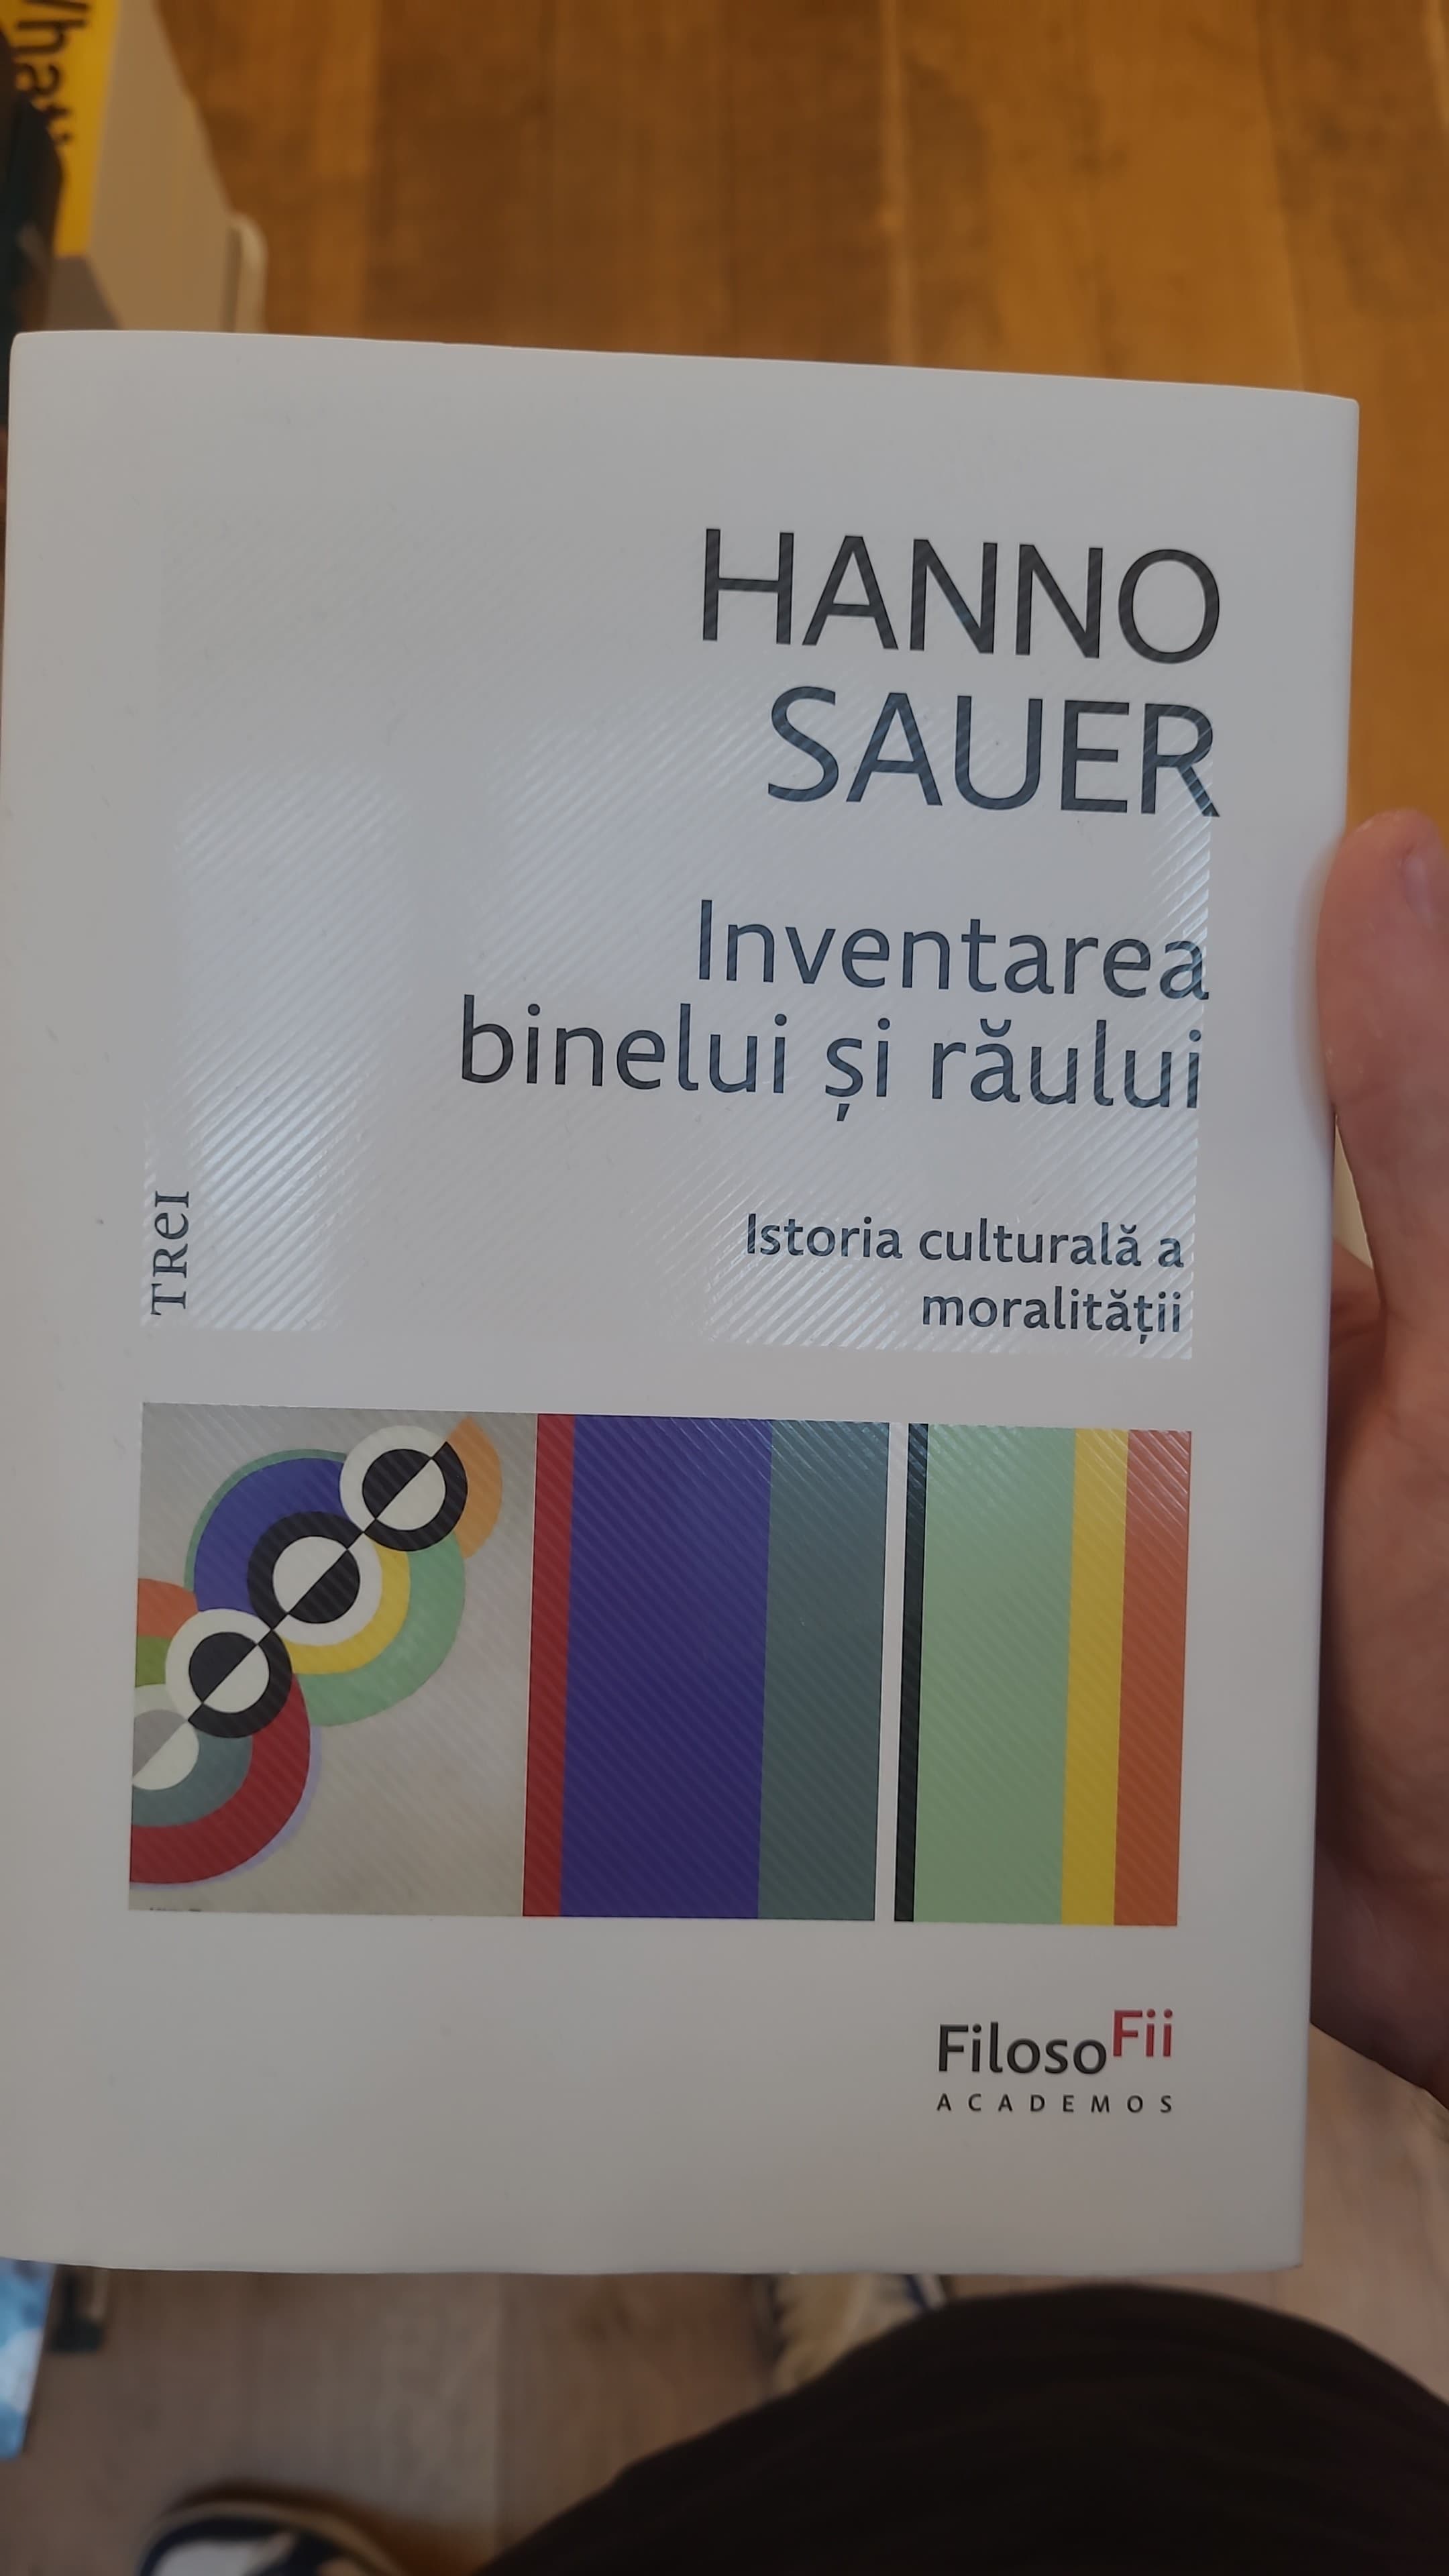 HANNO
SAUER
Inventarea
binelui și răului
Istoria culturală a
moralității
TREI
FilosoFii
ACADEMOS